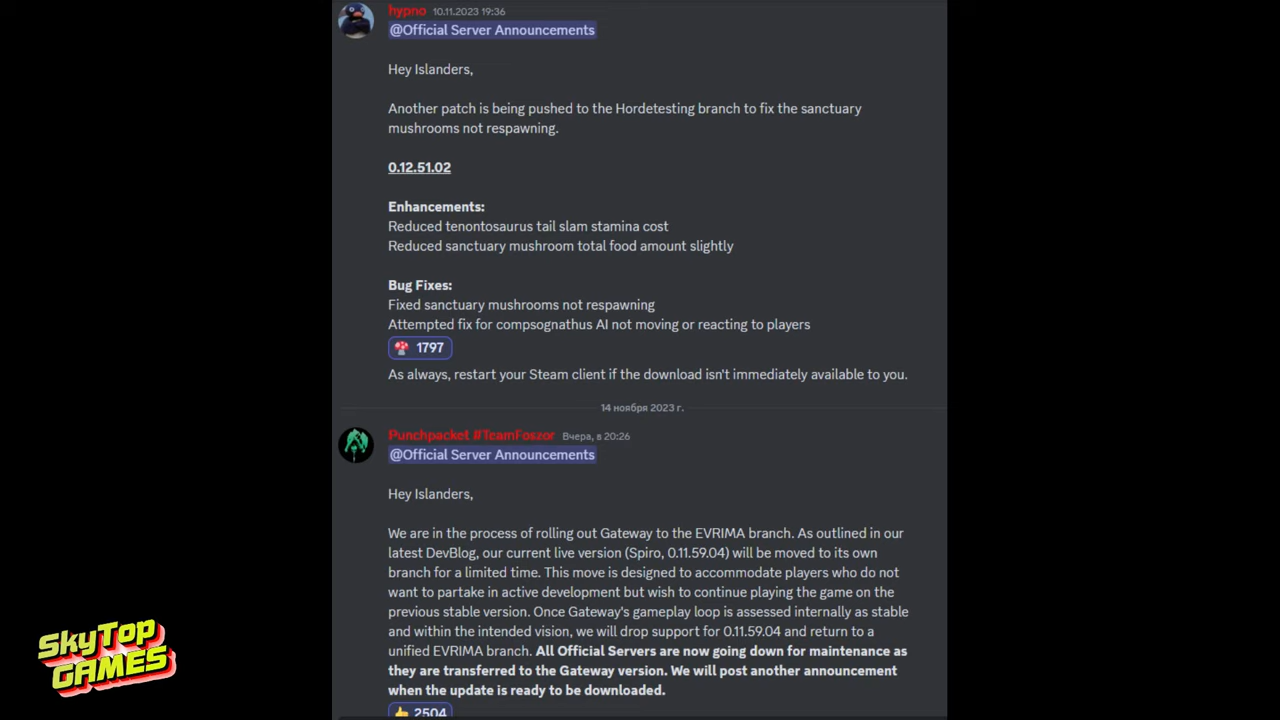 hypno 10.11.2023 19:36
@Official Server Announcements
Hey Islanders,
Another patch is being pushed to the Hordetesting branch to fix the sanctuary
mushrooms not respawning.
0.12.51.02
Enhancements:
Reduced tenontosaurus tail slam stamina cost
Reduced sanctuary mushroom total food amount slightly
Bug Fixes:
Fixed sanctuary mushrooms not respawning
Attempted fix for compsognathus AI not moving or reacting to players
1797
As always, restart your Steam client if the download isn't immediately available to you.
14 ноября 2023 г.
Punchpacket #TeamFoszor Вчера, в 20:26
@Official Server Announcements
Hey Islanders,
We are in the process of rolling out Gateway to the EVRIMA branch. As outlined in our
latest DevBlog, our current live version (Spiro, 0.11.59.04) will be moved to its own
branch for a limited time. This move is designed to accommodate players who do not
want to partake in active development but wish to continue playing the game on the
previous stable version. Once Gateway's gameplay loop is assessed internally as stable
and within the intended vision, we will drop support for 0.11.59.04 and return to a
unified EVRIMA branch. All Official Servers are now going down for maintenance as
they are transferred to the Gateway version. We will post another announcement
when the update is ready to be downloaded.
2504
SkyTop
GAMES